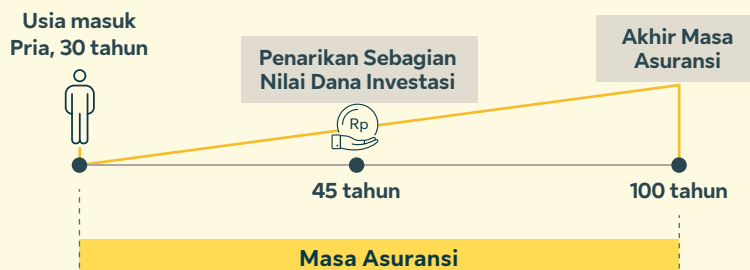 Usia masuk
Pria, 30 tahun
Penarikan Sebagian
Nilai Dana Investasi
Akhir Masa
Asuransi
Rp
45 tahun
100 tahun
Masa Asuransi